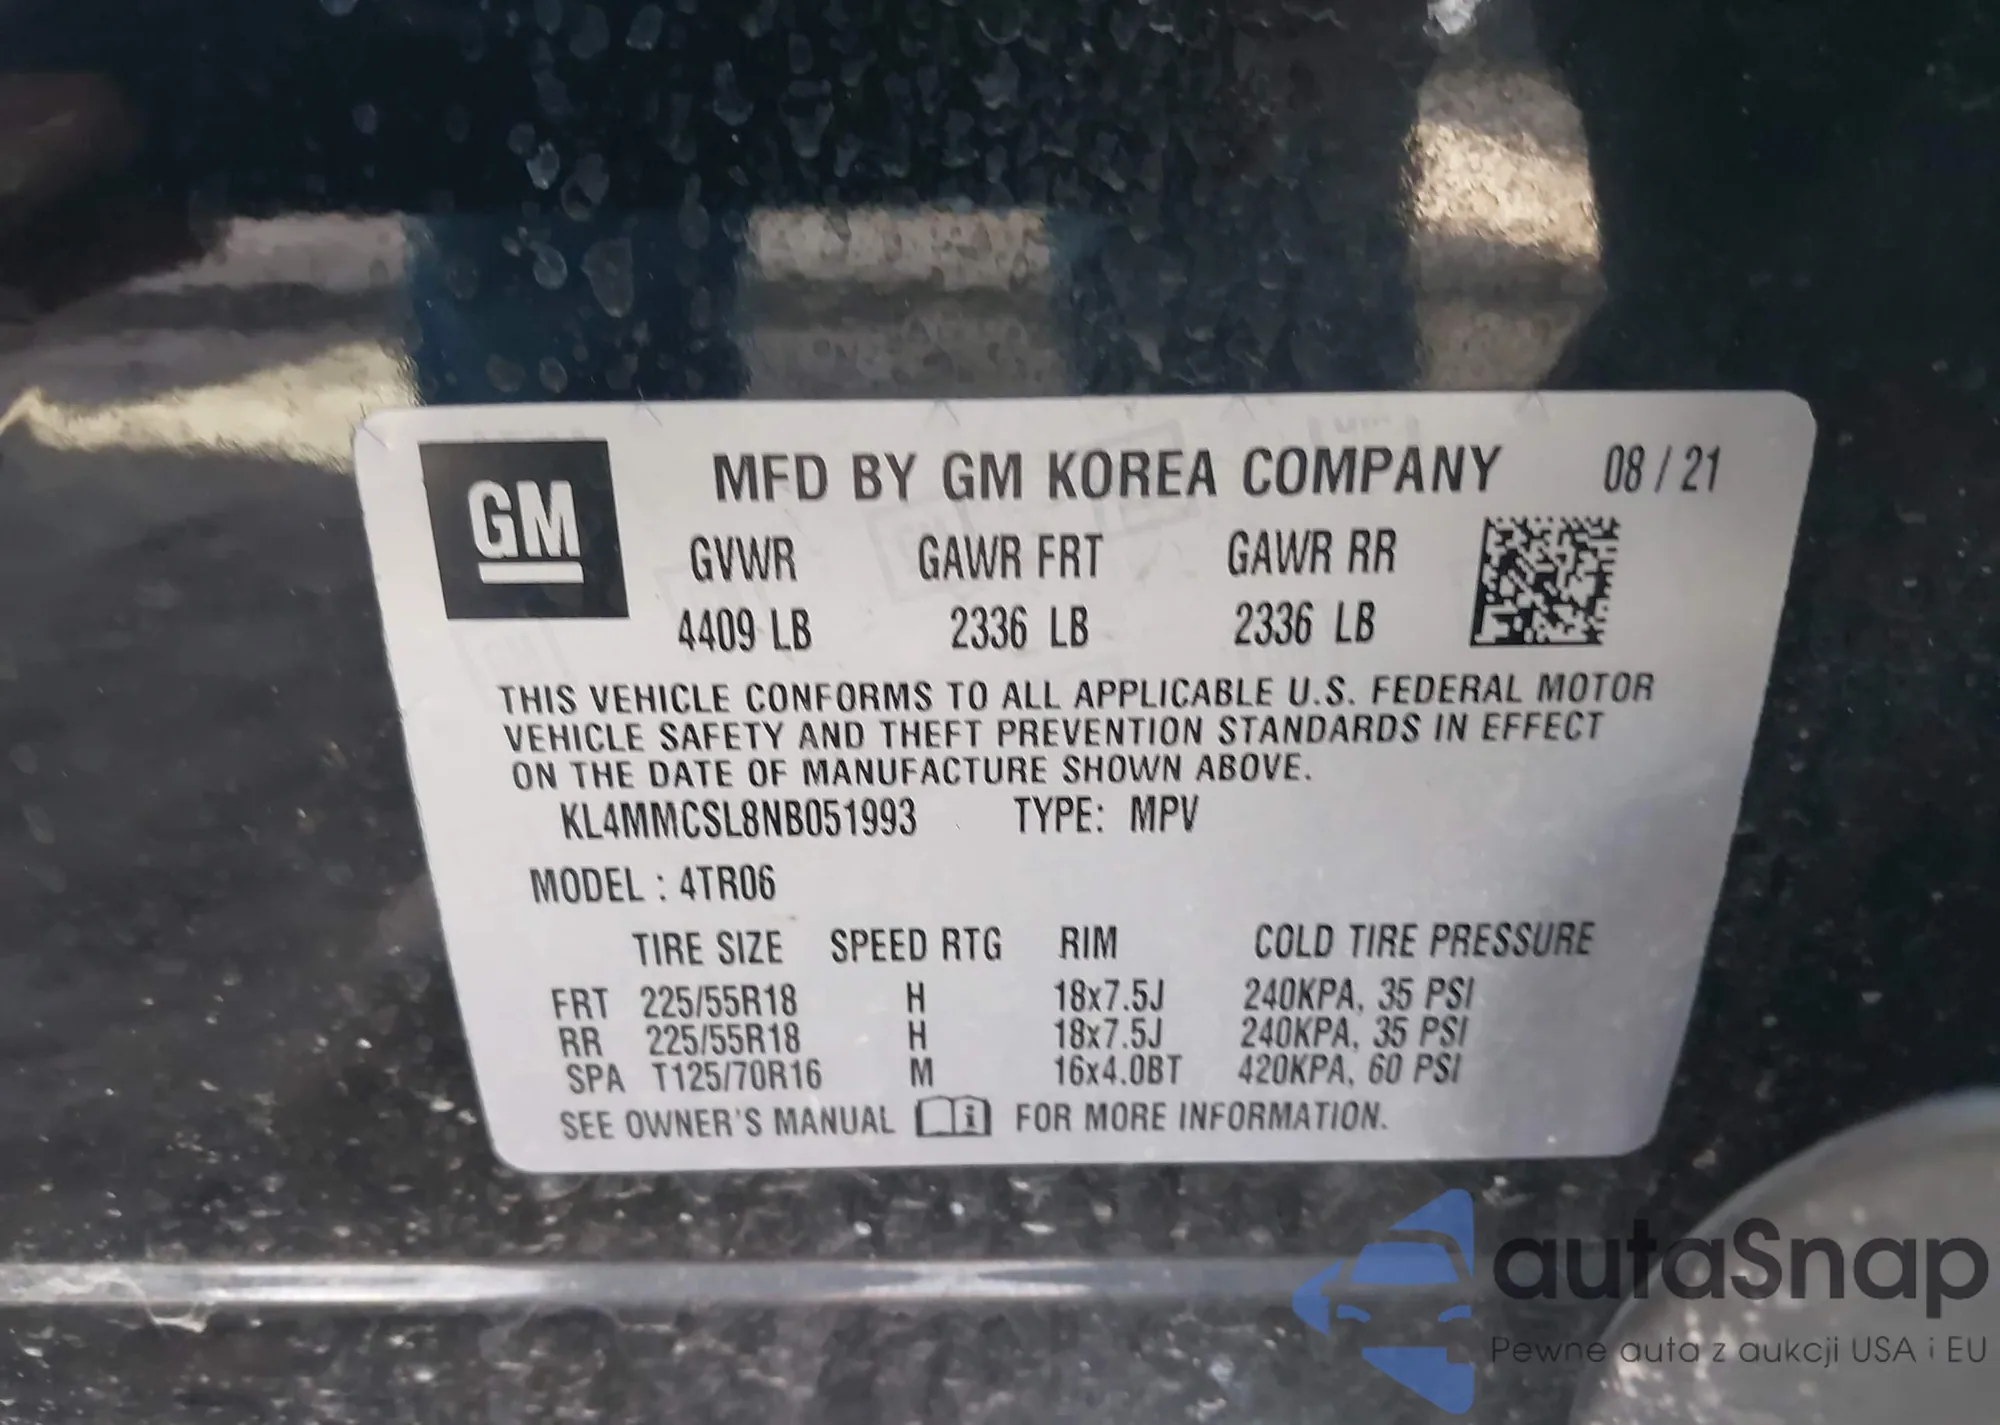 GM
MFD BY GM KOREA COMPANY 08 / 21
GVWR GAWR FRT GAWR RR
4409 LB 2336 LB 2336 LB
THIS VEHICLE CONFORMS TO ALL APPLICABLE U.S. FEDERAL MOTOR
VEHICLE SAFETY AND THEFT PREVENTION STANDARDS IN EFFECT
ON THE DATE OF MANUFACTURE SHOWN ABOVE.
KL4MMCSL8NB051993 TYPE: MPV
MODEL : 4TR06
TIRE SIZE SPEED RTG RIM COLD TIRE PRESSURE
FRT 225/55R18 H 18x7.5J 240KPA, 35 PSI
RR 225/55R18 H 18x7.5J 240KPA, 35 PSI
SPA T125/70R16 M 16x4.0BT 420KPA, 60 PSI
SEE OWNER'S MANUAL i FOR MORE INFORMATION.
autaSnap
Pewne auta z aukcji USA i EU